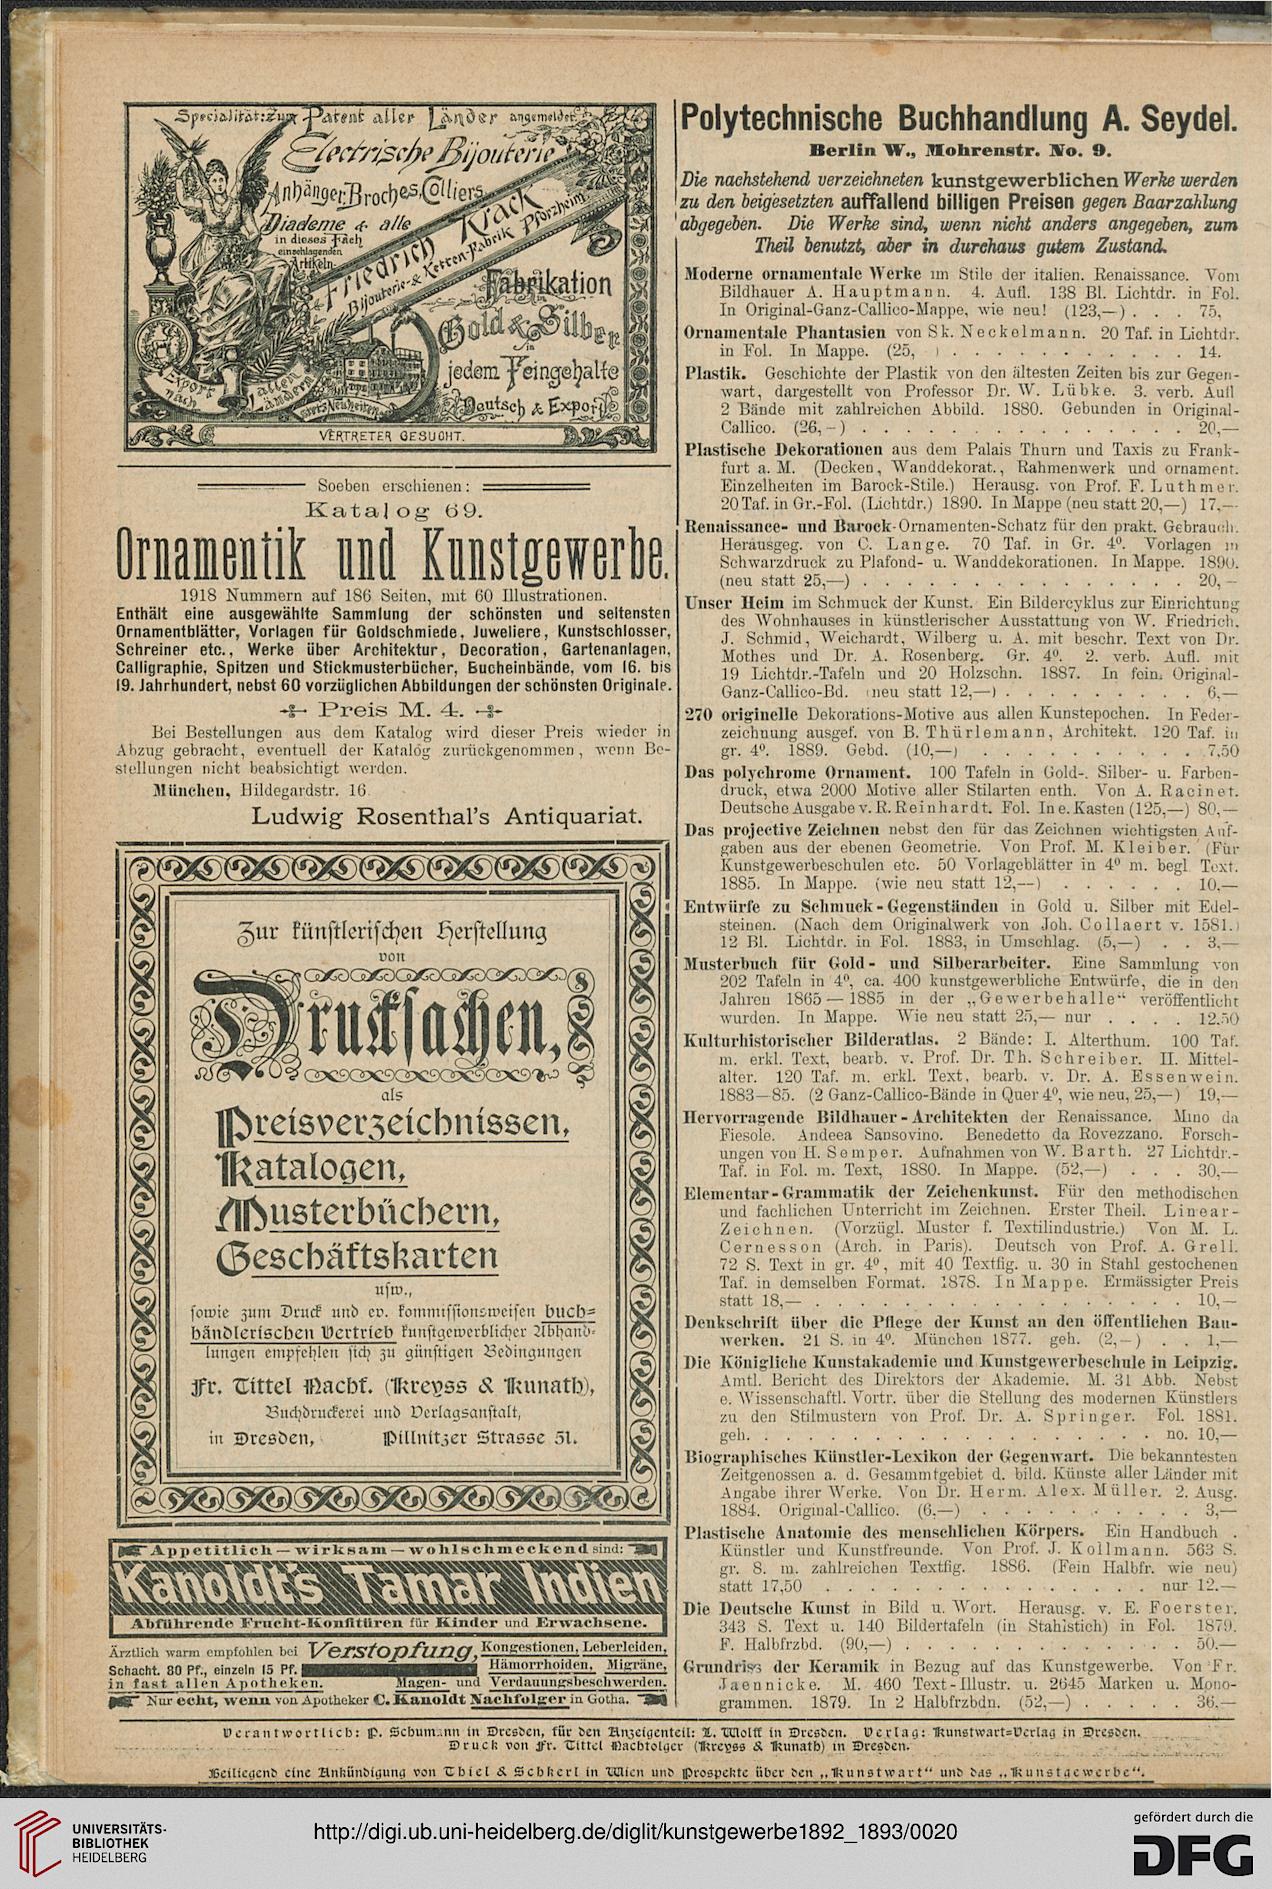 Specialität: Zum Patent aller Länder angemeldet
Electrische Bijouterie
Anhänger, Broches, Colliers
Diademe & alle
in dieses Fach
einschlagenden
Artikeln
Friedrich Krack
Bijouterie- & Ketten-Fabrik Pforzheim
Fabrikation
Gold & Silber
in
jedem Feingehalte
Deutsch & Export
Export nach allen Ländern
stets Neuheiten
VERTRETER GESUCHT.
Soeben erschienen:
Katalog 69.
Ornamentik und Kunstgewerbe.
1918 Nummern auf 186 Seiten, mit 60 Illustrationen.
Enthält eine ausgewählte Sammlung der schönsten und seltensten
Ornamentblätter, Vorlagen für Goldschmiede, Juweliere, Kunstschlosser,
Schreiner etc., Werke über Architektur, Decoration, Gartenanlagen,
Calligraphie, Spitzen und Stickmusterbücher, Bucheinbände, vom 16. bis
19. Jahrhundert, nebst 60 vorzüglichen Abbildungen der schönsten Originale.
Preis M. 4.
Bei Bestellungen aus dem Katalog wird dieser Preis wieder in
Abzug gebracht, eventuell der Katalog zurückgenommen, wenn Be-
stellungen nicht beabsichtigt werden.
München, Hildegardstr. 16
Ludwig Rosenthal's Antiquariat.
Zur künstlerischen Herstellung
von
Drucksachen,
als
Preisverzeichnissen,
Katalogen,
Musterbüchern,
Geschäftskarten
usw.,
sowie zum Druck und ev. kommissionsweisen buch-
händlerischen Vertrieb kunstgewerblicher Abhand-
lungen empfehlen sich zu günstigen Bedingungen
Fr. Tittel Nachf. (Kreyss & Kunath),
Buchdruckerei und Verlagsanstalt,
in Dresden, Pillnitzer Strasse 51.
Appetitlich — wirksam — wohlschmeckend sind:
Kanoldt's Tamar Indien
Abführende Frucht-Konfitüren für Kinder und Erwachsene.
Ärztlich warm empfohlen bei Verstopfung, Kongestionen, Leberleiden,
Schacht. 80 Pf., einzeln 15 Pf. Hämorrhoiden, Migräne,
in fast allen Apotheken. Magen- und Verdauungsbeschwerden.
Nur echt, wenn von Apotheker C. Kanoldt Nachfolger in Gotha.
Polytechnische Buchhandlung A. Seydel.
Berlin W., Mohrenstr. No. 9.
Die nachstehend verzeichneten kunstgewerblichen Werke werden
zu den beigesetzten auffallend billigen Preisen gegen Baarzahlung
abgegeben. Die Werke sind, wenn nicht anders angegeben, zum
Theil benutzt, aber in durchaus gutem Zustand.
Moderne ornamentale Werke im Stile der italien. Renaissance. Vom
Bildhauer A. Hauptmann. 4. Aufl. 138 Bl. Lichtdr. in Fol.
In Original-Ganz-Callico-Mappe, wie neu! (123,—) . . . 75,
Ornamentale Phantasien von Sk. Neckelmann. 20 Taf. in Lichtdr.
in Fol. In Mappe. (25, ) . . . . . . . . . . . 14.
Plastik. Geschichte der Plastik von den ältesten Zeiten bis zur Gegen-
wart, dargestellt von Professor Dr. W. Lübke. 3. verb. Aufl
2 Bände mit zahlreichen Abbild. 1880. Gebunden in Original-
Callico. (26,-) . . . . . . . . . . . . . . . 20,—
Plastische Dekorationen aus dem Palais Thurn und Taxis zu Frank-
furt a. M. (Decken, Wanddekorat., Rahmenwerk und ornament.
Einzelheiten im Barock-Stile.) Herausg. von Prof. F. Luthmer.
20 Taf. in Gr.-Fol. (Lichtdr.) 1890. In Mappe (neu statt 20,—) 17,—
Renaissance- und Barock-Ornamenten-Schatz für den prakt. Gebrauch.
Herausgeg. von C. Lange. 70 Taf. in Gr. 4⁰. Vorlagen in
Schwarzdruck zu Plafond- u. Wanddekorationen. In Mappe. 1890.
(neu statt 25,—) . . . . . . . . . . . . . . 20,-
Unser Heim im Schmuck der Kunst. Ein Bildercyklus zur Einrichtung
des Wohnhauses in künstlerischer Ausstattung von W. Friedrich,
J. Schmid, Weichardt, Wilberg u. A. mit beschr. Text von Dr.
Mothes und Dr. A. Rosenberg. Gr. 4⁰. 2. verb. Aufl. mit
19 Lichtdr.-Tafeln und 20 Holzschn. 1887. In fein. Original-
Ganz-Callico-Bd. (neu statt 12,—) . . . . . . . . . 6,—
270 originelle Dekorations-Motive aus allen Kunstepochen. In Feder-
zeichnung ausgef. von B. Thürlemann, Architekt. 120 Taf. in
gr. 4⁰. 1889. Gebd. (10,—) . . . . . . . . . . 7.50
Das polychrome Ornament. 100 Tafeln in Gold-. Silber- u. Farben-
druck, etwa 2000 Motive aller Stilarten enth. Von A. Racinet.
Deutsche Ausgabe v. R. Reinhardt. Fol. In e. Kasten (125,—) 80,—
Das projective Zeichnen nebst den für das Zeichnen wichtigsten Auf-
gaben aus der ebenen Geometrie. Von Prof. M. Kleiber. (Für
Kunstgewerbeschulen etc. 50 Vorlageblätter in 4⁰ m. begl Text.
1885. In Mappe. (wie neu statt 12,—) . . . . . . 10.—
Entwürfe zu Schmuck-Gegenständen in Gold u. Silber mit Edel-
steinen. (Nach dem Originalwerk von Joh. Collaert v. 1581.)
12 Bl. Lichtdr. in Fol. 1883, in Umschlag. (5,—) . . 3,—
Musterbuch für Gold- und Silberarbeiter. Eine Sammlung von
202 Tafeln in 4⁰, ca. 400 kunstgewerbliche Entwürfe, die in den
Jahren 1865 — 1885 in der „Gewerbehalle“ veröffentlicht
wurden. In Mappe. Wie neu statt 25,— nur . . . . 12.50
Kulturhistorischer Bilderatlas. 2 Bände: I. Alterthum. 100 Taf.
m. erkl. Text, bearb. v. Prof. Dr. Th. Schreiber. II. Mittel-
alter. 120 Taf. m. erkl. Text, bearb. v. Dr. A. Essenwein.
1883—85. (2 Ganz-Callico-Bände in Quer 4⁰, wie neu, 25,—) 19,—
Hervorragende Bildhauer-Architekten der Renaissance. Mino da
Fiesole. Andeea Sansovino. Benedetto da Rovezzano. Forsch-
ungen von H. Semper. Aufnahmen von W. Barth. 27 Lichtdr.-
Taf. in Fol. m. Text, 1880. In Mappe. (52,—) . . . 30,—
Elementar-Grammatik der Zeichenkunst. Für den methodischen
und fachlichen Unterricht im Zeichnen. Erster Theil. Linear-
Zeichnen. (Vorzügl. Muster f. Textilindustrie.) Von M. L.
Cernesson (Arch. in Paris). Deutsch von Prof. A. Grell.
72 S. Text in gr. 4⁰, mit 40 Textfig. u. 30 in Stahl gestochenen
Taf. in demselben Format. 1878. In Mappe. Ermässigter Preis
statt 18,— . . . . . . . . . . . . . . . . 10,—
Denkschrift über die Pflege der Kunst an den öffentlichen Bau-
werken. 21 S. in 4⁰. München 1877. geh. (2,-) . . 1,—
Die Königliche Kunstakademie und Kunstgewerbeschule in Leipzig.
Amtl. Bericht des Direktors der Akademie. M. 31 Abb. Nebst
e. Wissenschaftl. Vortr. über die Stellung des modernen Künstlers
zu den Stilmustern von Prof. Dr. A. Springer. Fol. 1881.
geh. . . . . . . . . . . . . . . . . . no. 10,—
Biographisches Künstler-Lexikon der Gegenwart. Die bekanntesten
Zeitgenossen a. d. Gesammtgebiet d. bild. Künste aller Länder mit
Angabe ihrer Werke. Von Dr. Herm. Alex. Müller. 2. Ausg.
1884. Original-Callico. (6,—) . . . . . . . . . . 3,—
Plastische Anatomie des menschlichen Körpers. Ein Handbuch .
Künstler und Kunstfreunde. Von Prof. J. Kollmann. 563 S.
gr. 8. m. zahlreichen Textfig. 1886. (Fein Halbfr. wie neu)
statt 17,50 . . . . . . . . . . . . . . nur 12.—
Die Deutsche Kunst in Bild u. Wort. Herausg. v. E. Foerster.
343 S. Text u. 140 Bildertafeln (in Stahlstich) in Fol. 1879.
F. Halbfrzbd. (90,—) . . . . . . . . . . . . . 50.—
Grundriss der Keramik in Bezug auf das Kunstgewerbe. Von Fr.
Jaennicke. M. 460 Text-Illustr. u. 2645 Marken u. Mono-
grammen. 1879. In 2 Halbfrzbdn. (52,—) . . . . . 36.—
Verantwortlich: P. Schumann in Dresden, für den Anzeigenteil: L. Wolff in Dresden. Verlag: Kunstwart-Verlag in Dresden.
Druck von Fr. Tittel Nachfolger (Kreyss & Kunath) in Dresden.
Beiliegend eine Ankündigung von Thiel & Schkerl in Wien und Prospekte über den „Kunstwart“ und das „Kunstgewerbe“.
UNIVERSITÄTS-
BIBLIOTHEK
HEIDELBERG
http://digi.ub.uni-heidelberg.de/diglit/kunstgewerbe1892_1893/0020
gefördert durch die
DFG